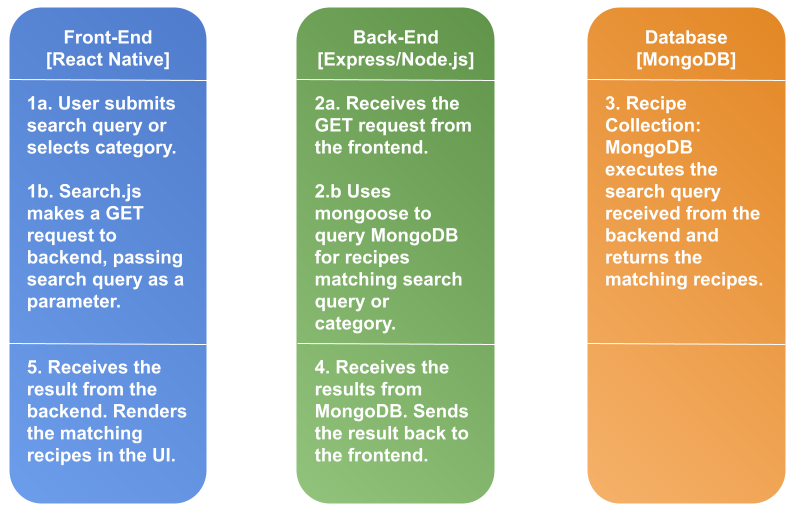 Front-End
[React Native]
1a. User submits
search query or
selects category.
1b. Search.js
makes a GET
request to
backend, passing
search query as a
parameter.
5. Receives the
result from the
backend. Renders
the matching
recipes in the UI.
Back-End
[Express/Node.js]
2a. Receives the
GET request from
the frontend.
2.b Uses
mongoose to
query MongoDB
for recipes
matching search
query or
category.
4. Receives the
results from
MongoDB. Sends
the result back to
the frontend.
Database
[MongoDB]
3. Recipe
Collection:
MongoDB
executes the
search query
received from the
backend and
returns the
matching recipes.